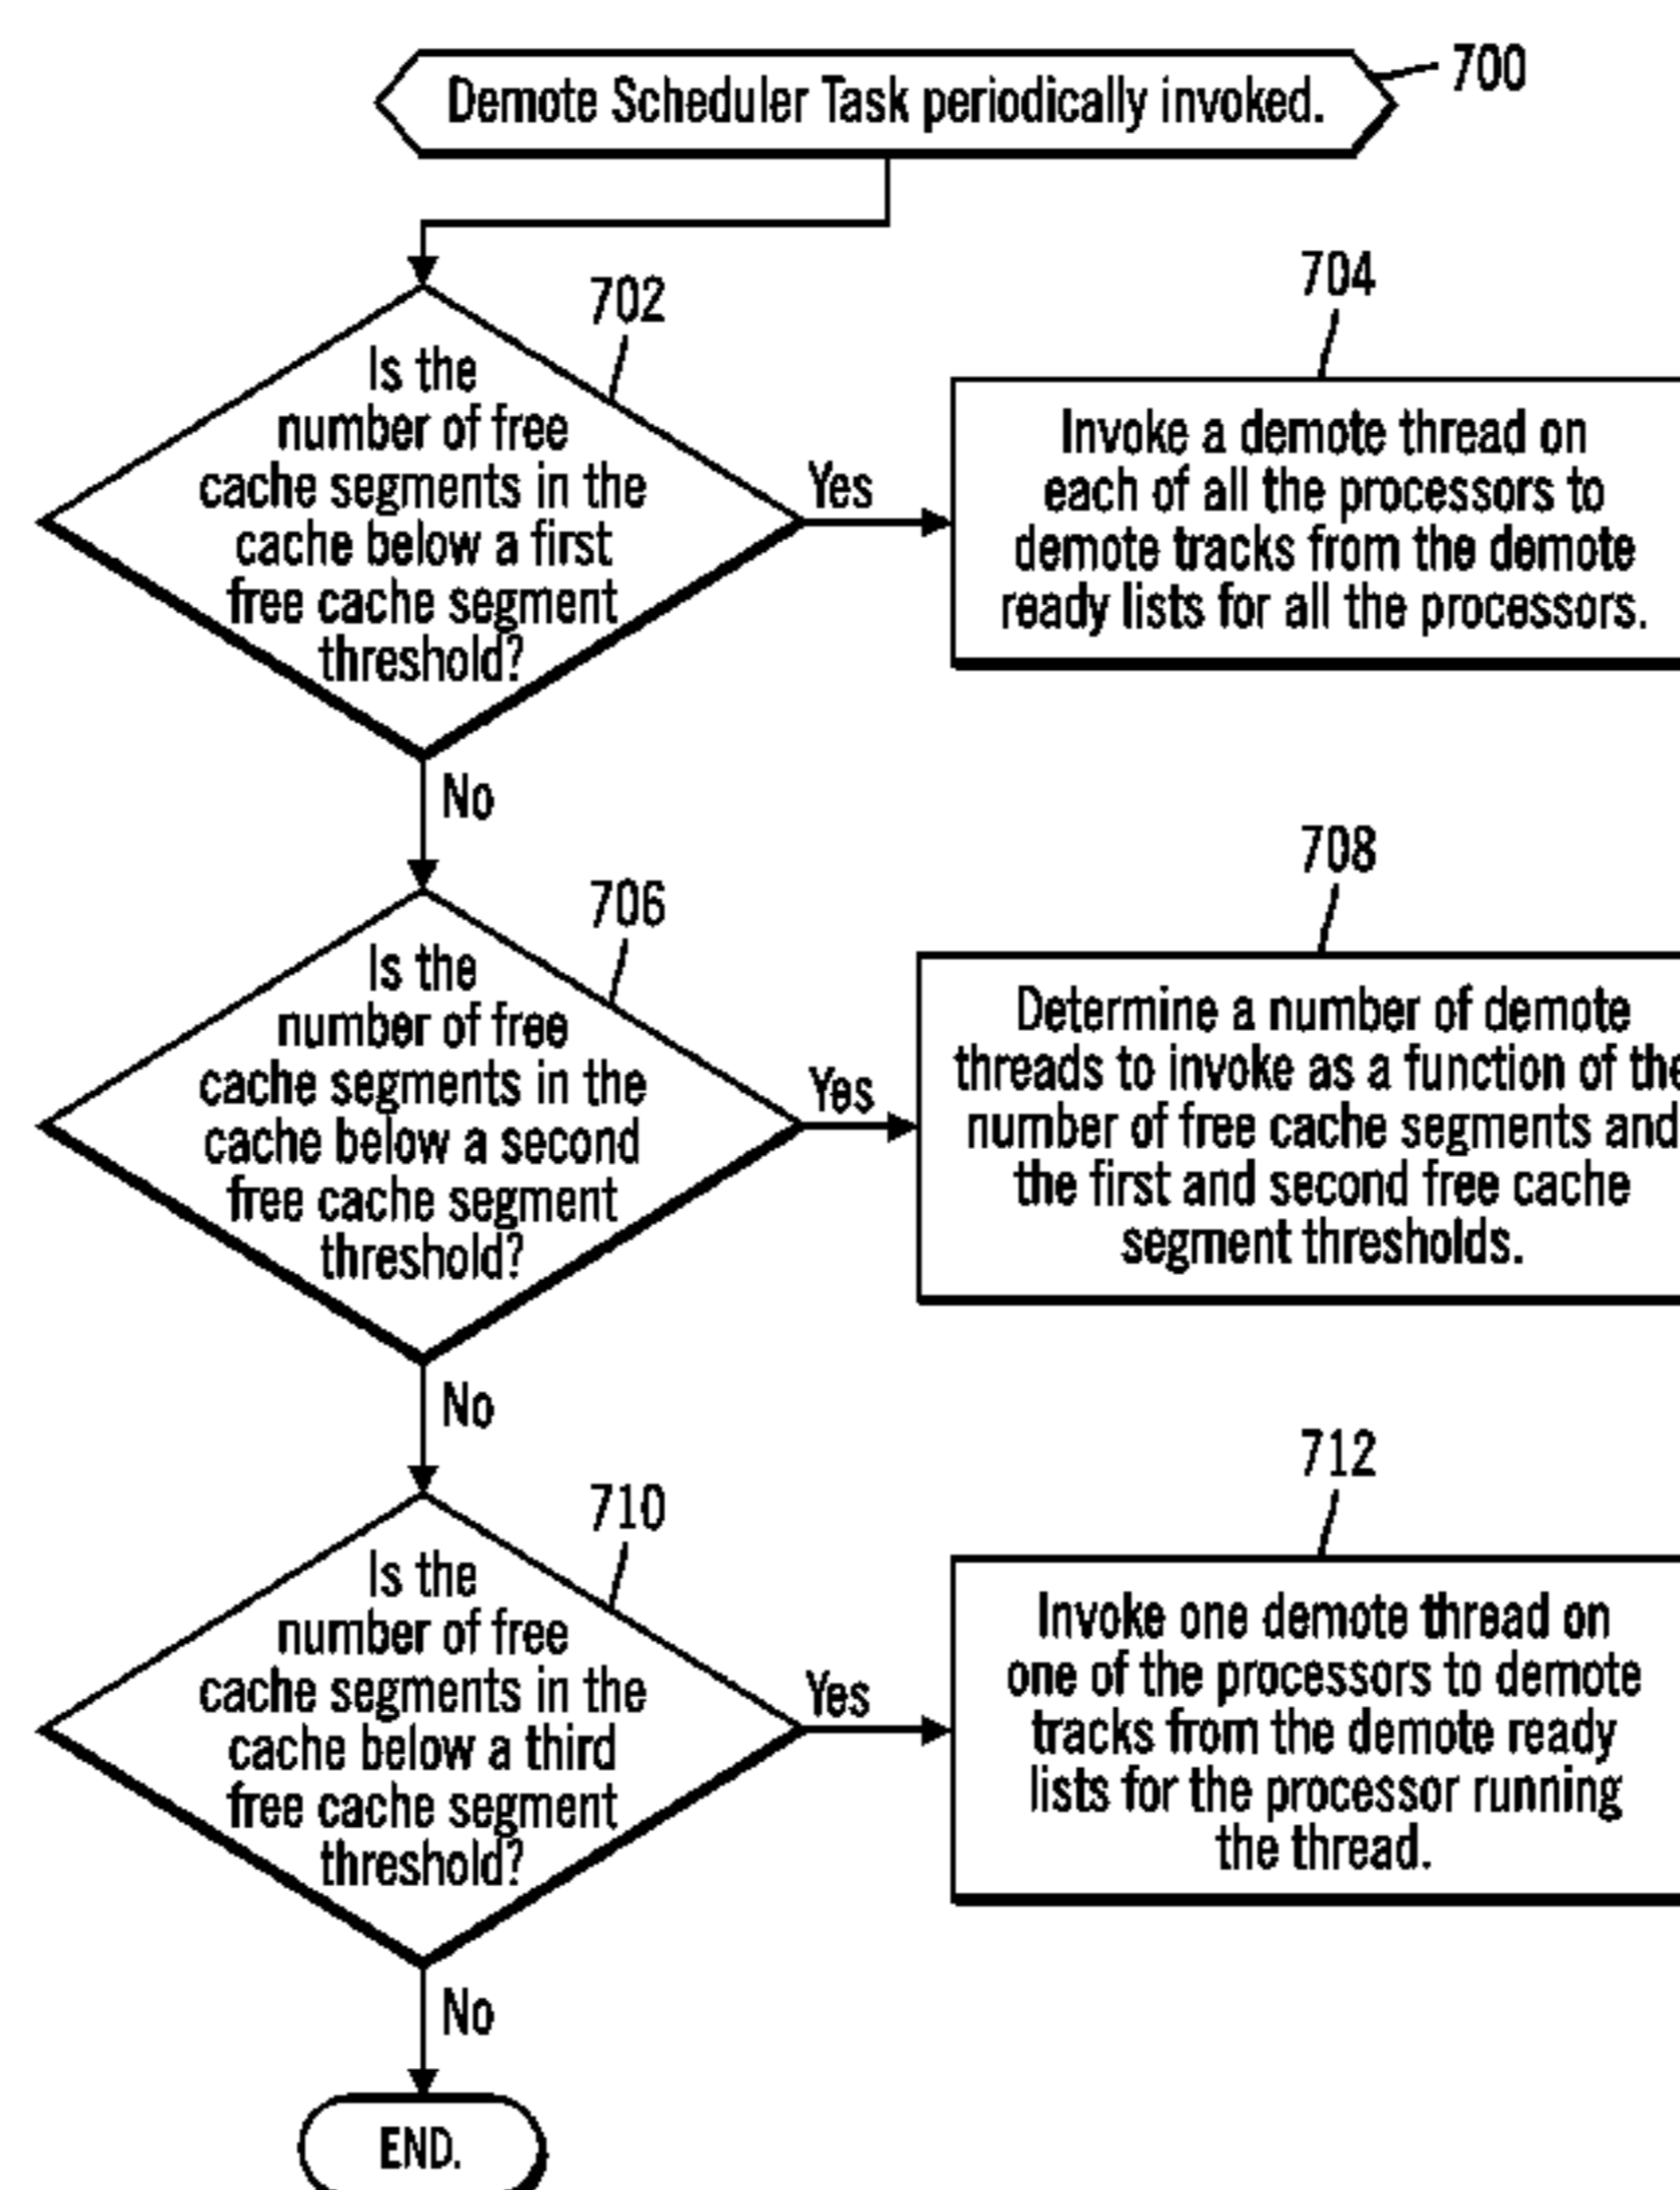 Demote Scheduler Task periodically invoked.
700
702
Is the
number of free
cache segments in the
cache below a first
free cache segment
threshold?
Yes
704
Invoke a demote thread on
each of all the processors to
demote tracks from the demote
ready lists for all the processors.
No
706
Is the
number of free
cache segments in the
cache below a second
free cache segment
threshold?
Yes
708
Determine a number of demote
threads to invoke as a function of the
number of free cache segments and
the first and second free cache
segment thresholds.
No
710
Is the
number of free
cache segments in the
cache below a third
free cache segment
threshold?
Yes
712
Invoke one demote thread on
one of the processors to demote
tracks from the demote ready
lists for the processor running
the thread.
No
END.